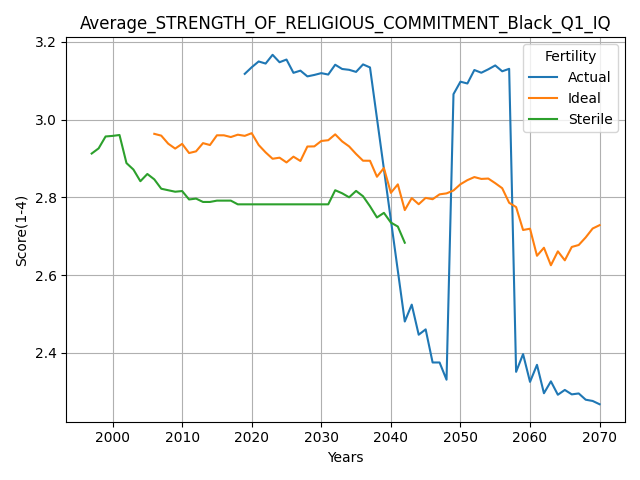 Average_STRENGTH_OF_RELIGIOUS_COMMITMENT_Black_Q1_IQ
Fertility
Actual
Ideal
Sterile
Score(1-4)
3.2
3.0
2.8
2.6
2.4
2000 2010 2020 2030 2040 2050 2060 2070
Years